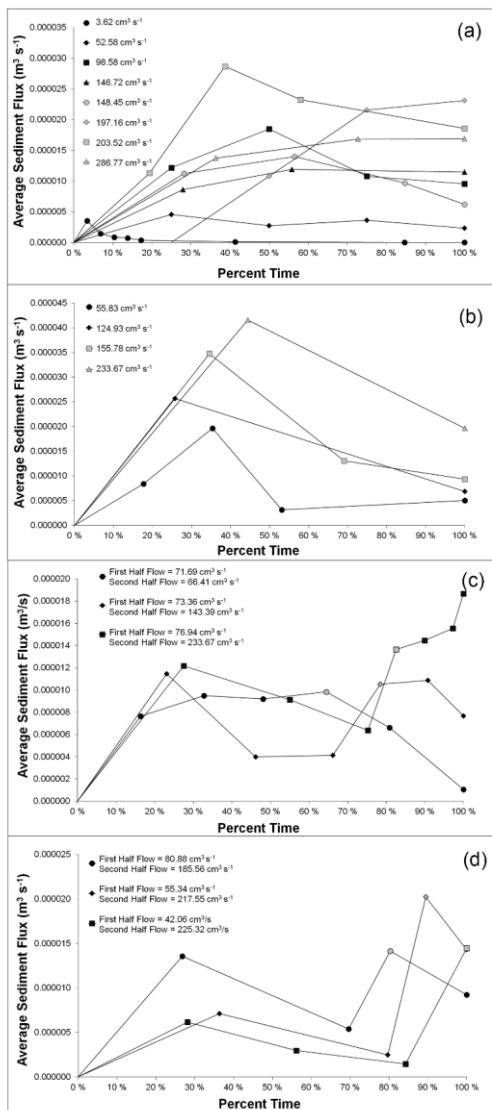 (a)
Average Sediment Flux (m³ s⁻¹)
0.000035
0.000030
0.000025
0.000020
0.000015
0.000010
0.000005
0.000000
3.62 cm³ s⁻¹
52.58 cm³ s⁻¹
98.58 cm³ s⁻¹
146.72 cm³ s⁻¹
148.45 cm³ s⁻¹
197.16 cm³ s⁻¹
203.52 cm³ s⁻¹
286.77 cm³ s⁻¹
0 % 10 % 20 % 30 % 40 % 50 % 60 % 70 % 80 % 90 % 100 %
Percent Time
(b)
Average Sediment Flux (m³ s⁻¹)
0.000045
0.000040
0.000035
0.000030
0.000025
0.000020
0.000015
0.000010
0.000005
0.000000
55.83 cm³ s⁻¹
124.93 cm³ s⁻¹
155.78 cm³ s⁻¹
233.67 cm³ s⁻¹
0 % 10 % 20 % 30 % 40 % 50 % 60 % 70 % 80 % 90 % 100 %
Percent Time
(c)
Average Sediment Flux (m³/s)
0.000020
0.000018
0.000016
0.000014
0.000012
0.000010
0.000008
0.000006
0.000004
0.000002
0.000000
First Half Flow = 71.69 cm³ s⁻¹
Second Half Flow = 66.41 cm³ s⁻¹
First Half Flow = 73.36 cm³ s⁻¹
Second Half Flow = 143.39 cm³ s⁻¹
First Half Flow = 76.94 cm³ s⁻¹
Second Half Flow = 233.67 cm³ s⁻¹
0 % 10 % 20 % 30 % 40 % 50 % 60 % 70 % 80 % 90 % 100 %
Percent Time
(d)
Average Sediment Flux (m³ s⁻¹)
0.000025
0.000020
0.000015
0.000010
0.000005
0.000000
First Half Flow = 80.88 cm³ s⁻¹
Second Half Flow = 185.56 cm³ s⁻¹
First Half Flow = 55.34 cm³ s⁻¹
Second Half Flow = 217.55 cm³ s⁻¹
First Half Flow = 42.06 cm³/s
Second Half Flow = 225.32 cm³/s
0 % 10 % 20 % 30 % 40 % 50 % 60 % 70 % 80 % 90 % 100 %
Percent Time